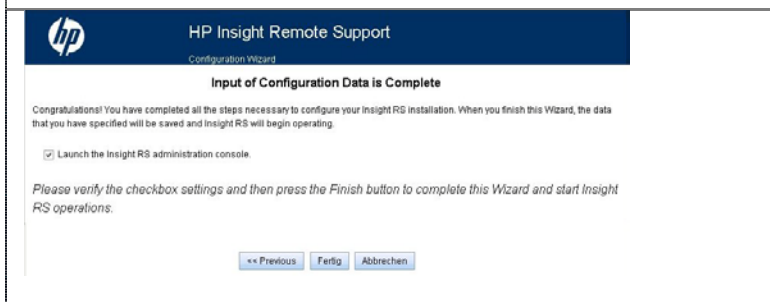 hp
HP Insight Remote Support
Configuration Wizard
Input of Configuration Data is Complete
Congratulations! You have completed all the steps necessary to configure your Insight RS installation. When you finish this Wizard, the data
that you have specified will be saved and Insight RS will begin operating.
Launch the Insight RS administration console.
Please verify the checkbox settings and then press the Finish button to complete this Wizard and start Insight
RS operations.
<< Previous Fertig Abbrechen